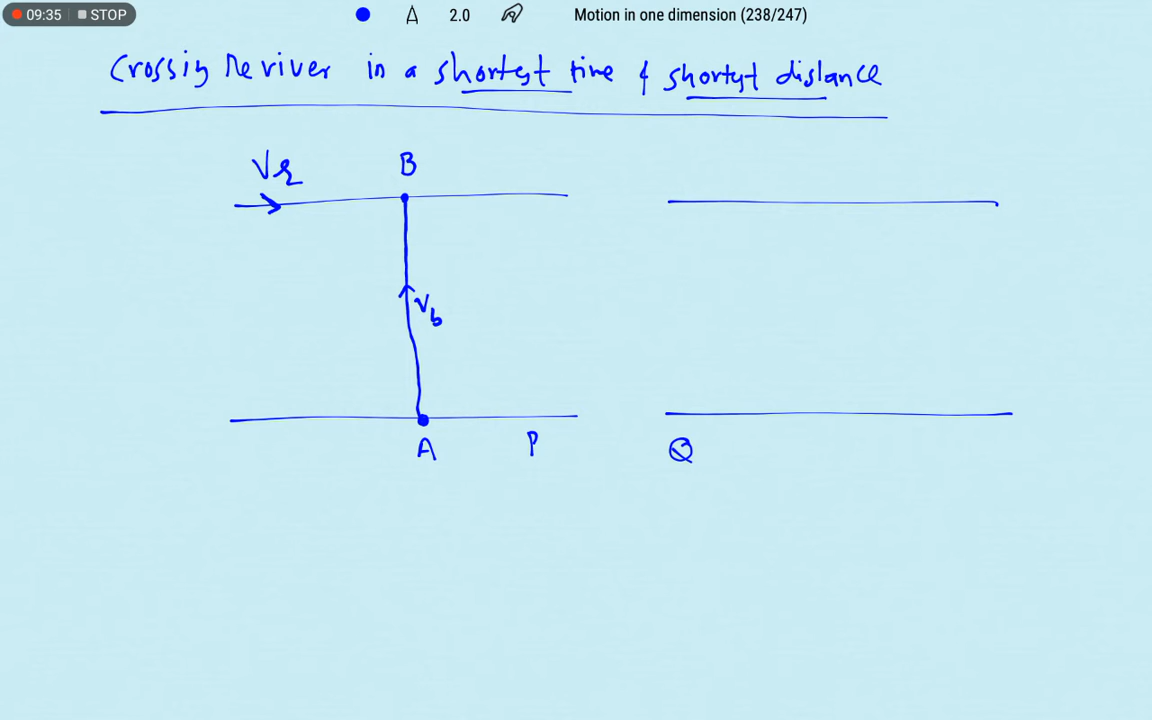 09:35 STOP 2.0 Motion in one dimension (238/247)
Crossing the river in a shortest time & shortest distance
Vr B
Vb
A P Q